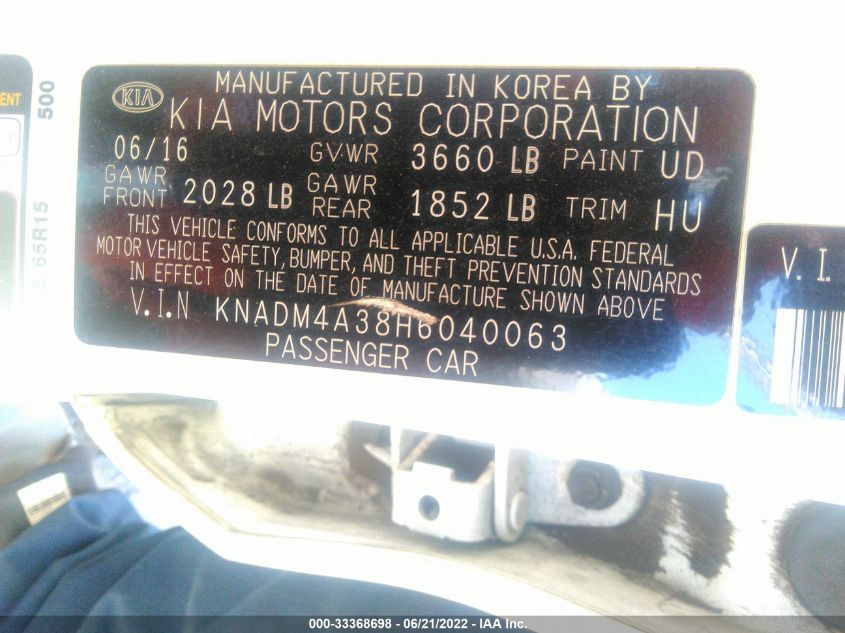 KIA
MANUFACTURED IN KOREA BY
KIA MOTORS CORPORATION
06/16 GVWR 3660 LB PAINT UD
GAWR FRONT 2028 LB GAWR REAR 1852 LB TRIM HU
THIS VEHICLE CONFORMS TO ALL APPLICABLE U.S.A. FEDERAL
MOTOR VEHICLE SAFETY, BUMPER, AND THEFT PREVENTION STANDARDS
IN EFFECT ON THE DATE OF MANUFACTURE SHOWN ABOVE
V.I.N KNADM4A38H6040063
PASSENGER CAR
V. I.
500
65R15
000-33368698 - 06/21/2022 - IAA Inc.